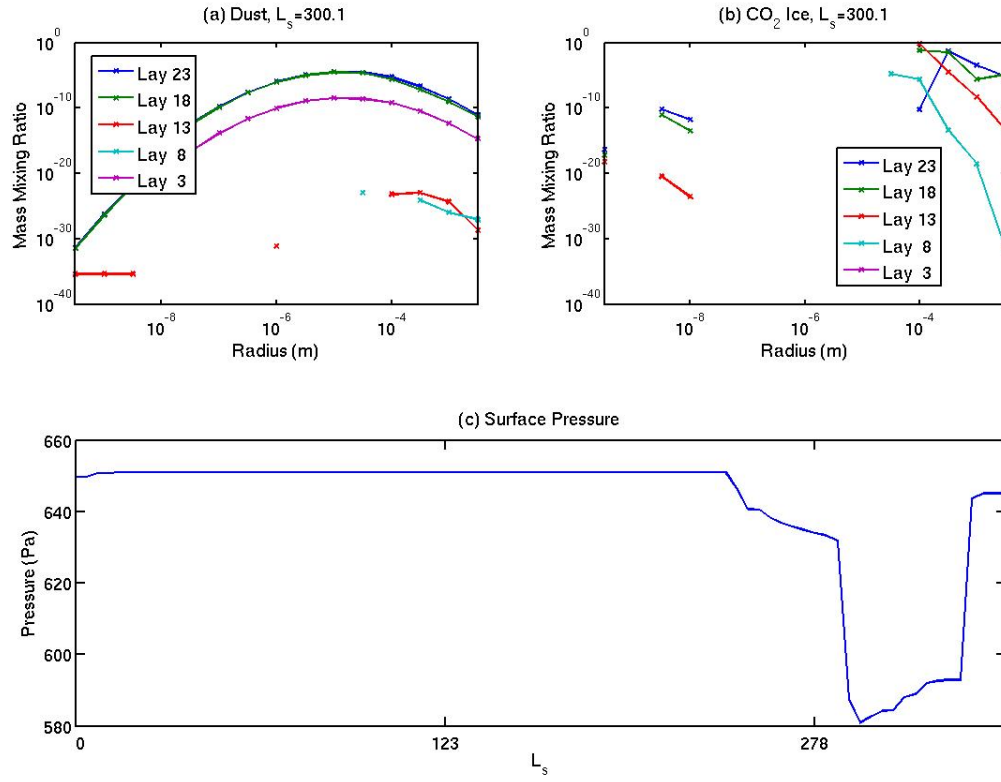 (a) Dust, Ls=300.1
Mass Mixing Ratio
10^0
10^−10
10^−20
10^−30
10^−40
Lay 23
Lay 18
Lay 13
Lay 8
Lay 3
10^−8
10^−6
10^−4
Radius (m)
(b) CO2 Ice, Ls=300.1
Mass Mixing Ratio
10^0
10^−10
10^−20
10^−30
10^−40
Lay 23
Lay 18
Lay 13
Lay 8
Lay 3
10^−8
10^−6
10^−4
Radius (m)
(c) Surface Pressure
Pressure (Pa)
660
640
620
600
580
0
123
278
Ls